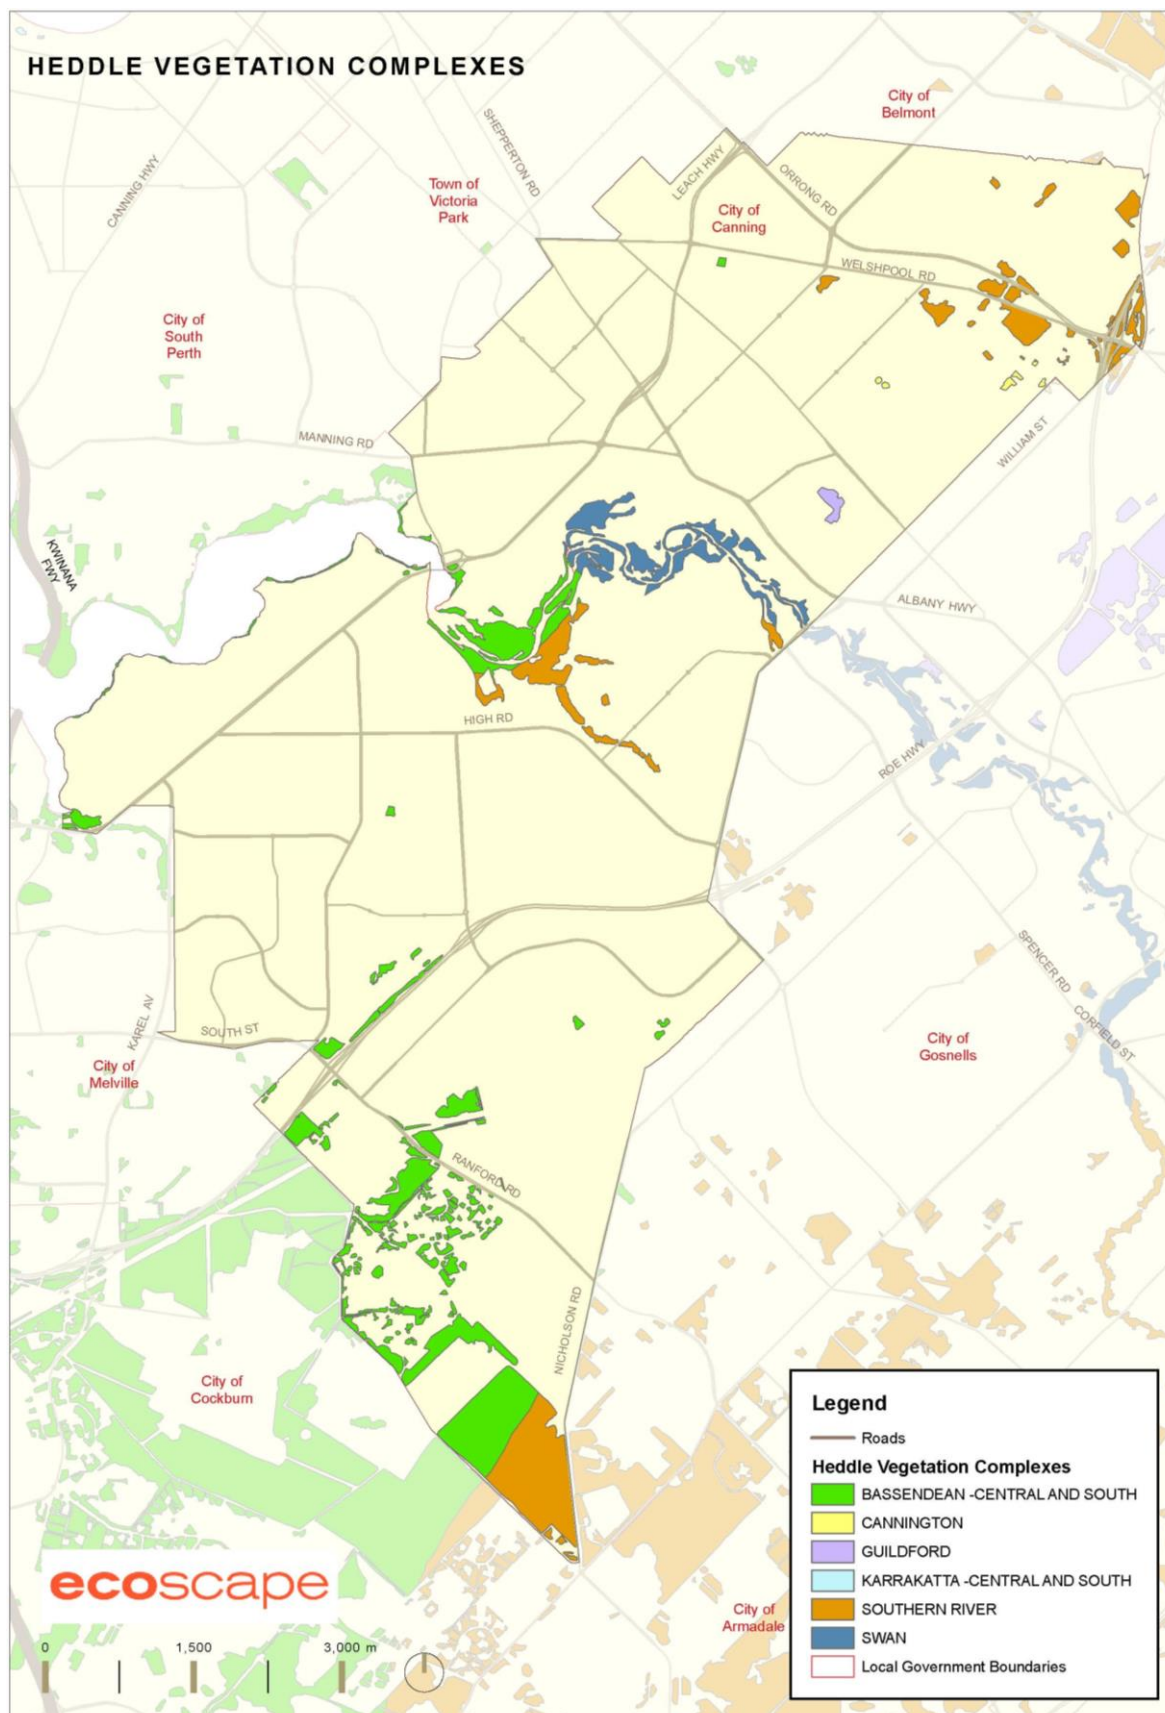 HEDDLE VEGETATION COMPLEXES
City of
Belmont
SHEPPERTON RD
CANNING HWY
LEACH HWY
ORRONG RD
Town of
Victoria
Park
City of
Canning
WELSHPOOL RD
City of
South
Perth
MANNING RD
WILLIAM ST
KWINANA
FWY
ALBANY HWY
HIGH RD
ROE HWY
SPENCER RD
CORFIELD ST
KAREL AV
SOUTH ST
City of
Melville
City of
Gosnells
RANFORD RD
NICHOLSON RD
City of
Cockburn
City of
Armadale
Legend
Roads
Heddle Vegetation Complexes
BASSENDEAN -CENTRAL AND SOUTH
CANNINGTON
GUILDFORD
KARRAKATTA -CENTRAL AND SOUTH
SOUTHERN RIVER
SWAN
Local Government Boundaries
ecoscape
0 1,500 3,000 m